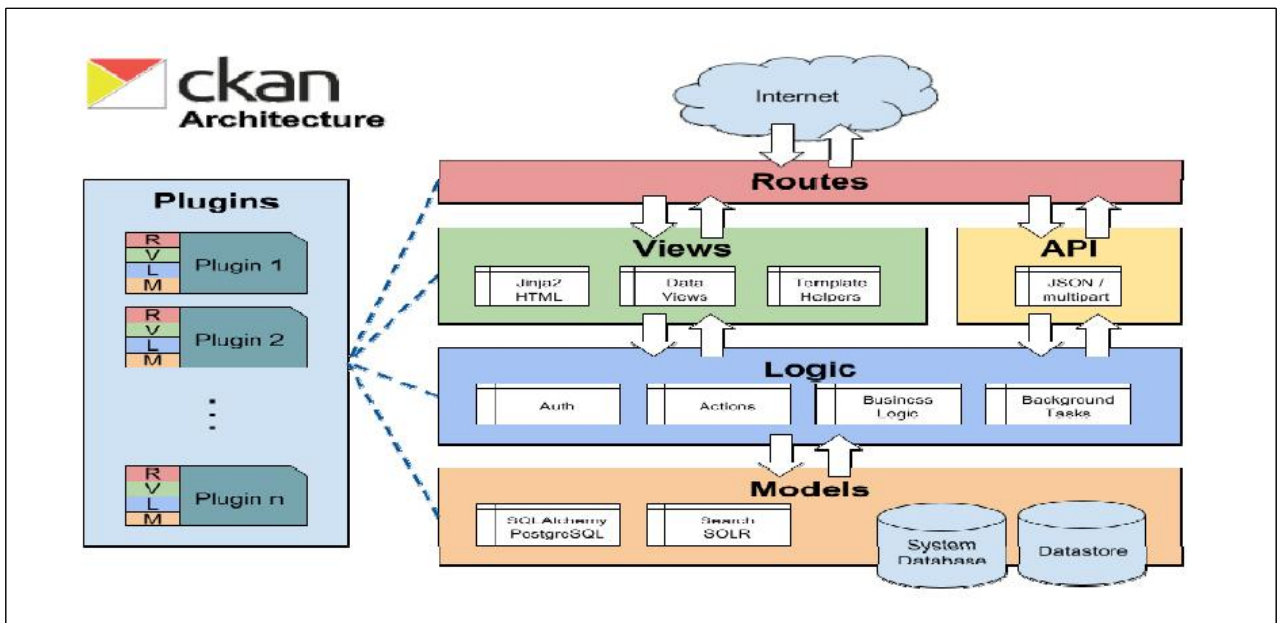 ckan
Architecture
Internet
Routes
Plugins
R
V
L
M
Plugin 1
R
V
L
M
Plugin 2
R
V
L
M
Plugin n
Views
Jinja2
HTML
Data
Views
Template
Helpers
API
JSON /
multipart
Logic
Auth
Actions
Business
Logic
Background
Tasks
Models
SQLAlchemy
PostgreSQL
Search
SOLR
System
Database
Datastore